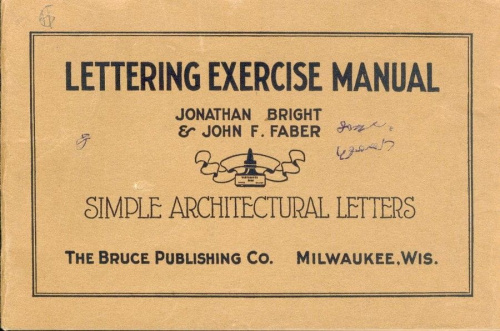 LETTERING EXERCISE MANUAL
JONATHAN BRIGHT
& JOHN F. FABER
SIMPLE ARCHITECTURAL LETTERS
THE BRUCE PUBLISHING CO. MILWAUKEE, WIS.